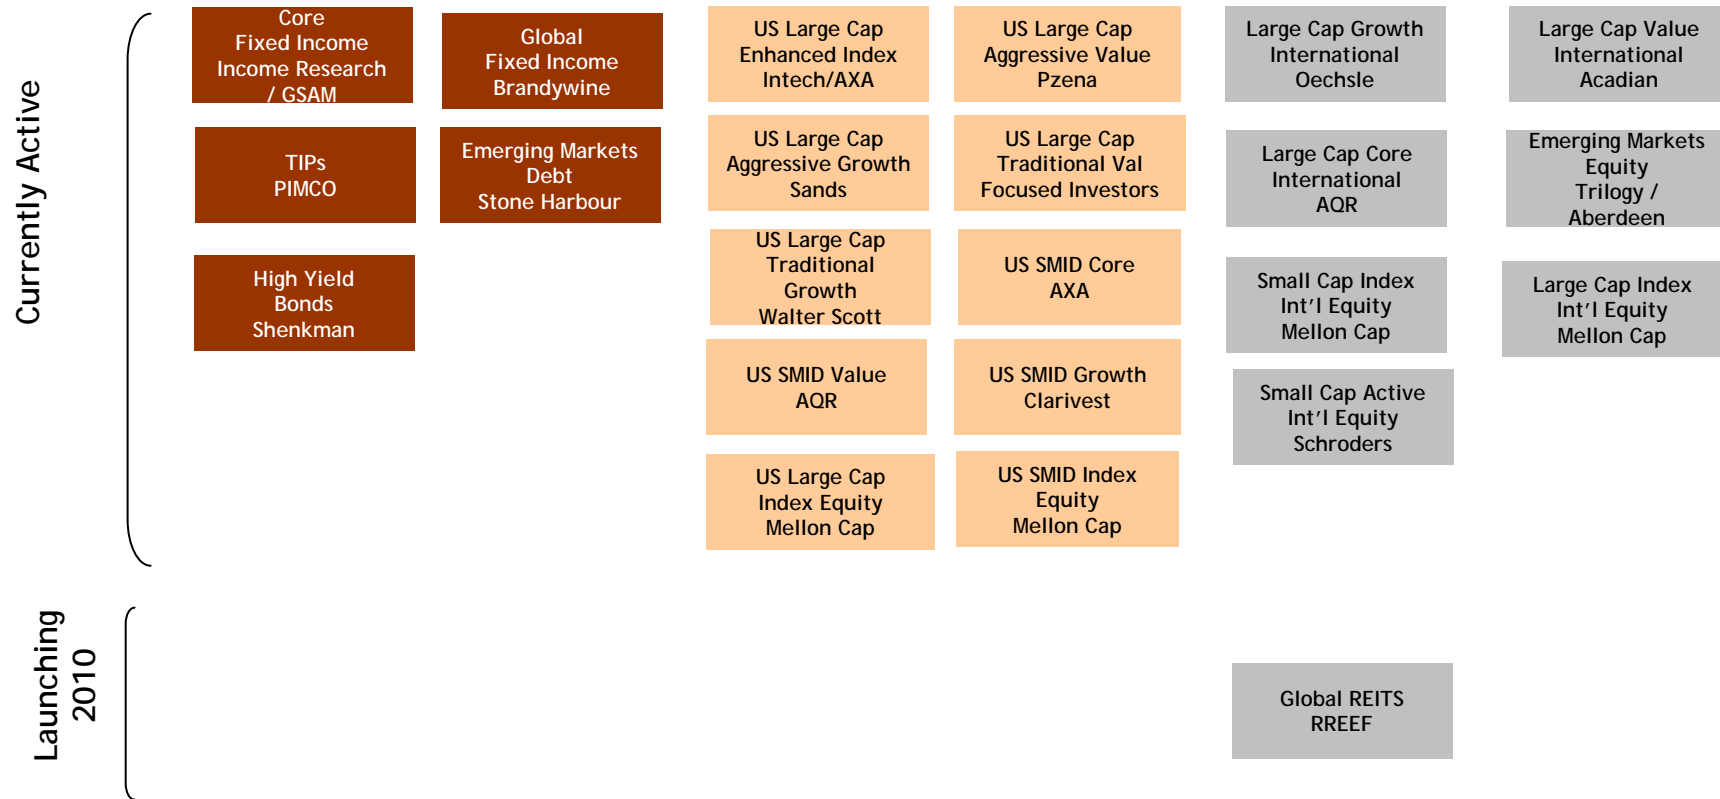 Currently Active
Core
Fixed Income
Income Research
/ GSAM
Global
Fixed Income
Brandywine
US Large Cap
Enhanced Index
Intech/AXA
US Large Cap
Aggressive Value
Pzena
Large Cap Growth
International
Oechsle
Large Cap Value
International
Acadian
TIPs
PIMCO
Emerging Markets
Debt
Stone Harbour
US Large Cap
Aggressive Growth
Sands
US Large Cap
Traditional Val
Focused Investors
Large Cap Core
International
AQR
Emerging Markets
Equity
Trilogy /
Aberdeen
High Yield
Bonds
Shenkman
US Large Cap
Traditional
Growth
Walter Scott
US SMID Core
AXA
Small Cap Index
Int'l Equity
Mellon Cap
Large Cap Index
Int'l Equity
Mellon Cap
US SMID Value
AQR
US SMID Growth
Clarivest
Small Cap Active
Int'l Equity
Schroders
US Large Cap
Index Equity
Mellon Cap
US SMID Index
Equity
Mellon Cap
Launching
2010
Global REITS
RREEF